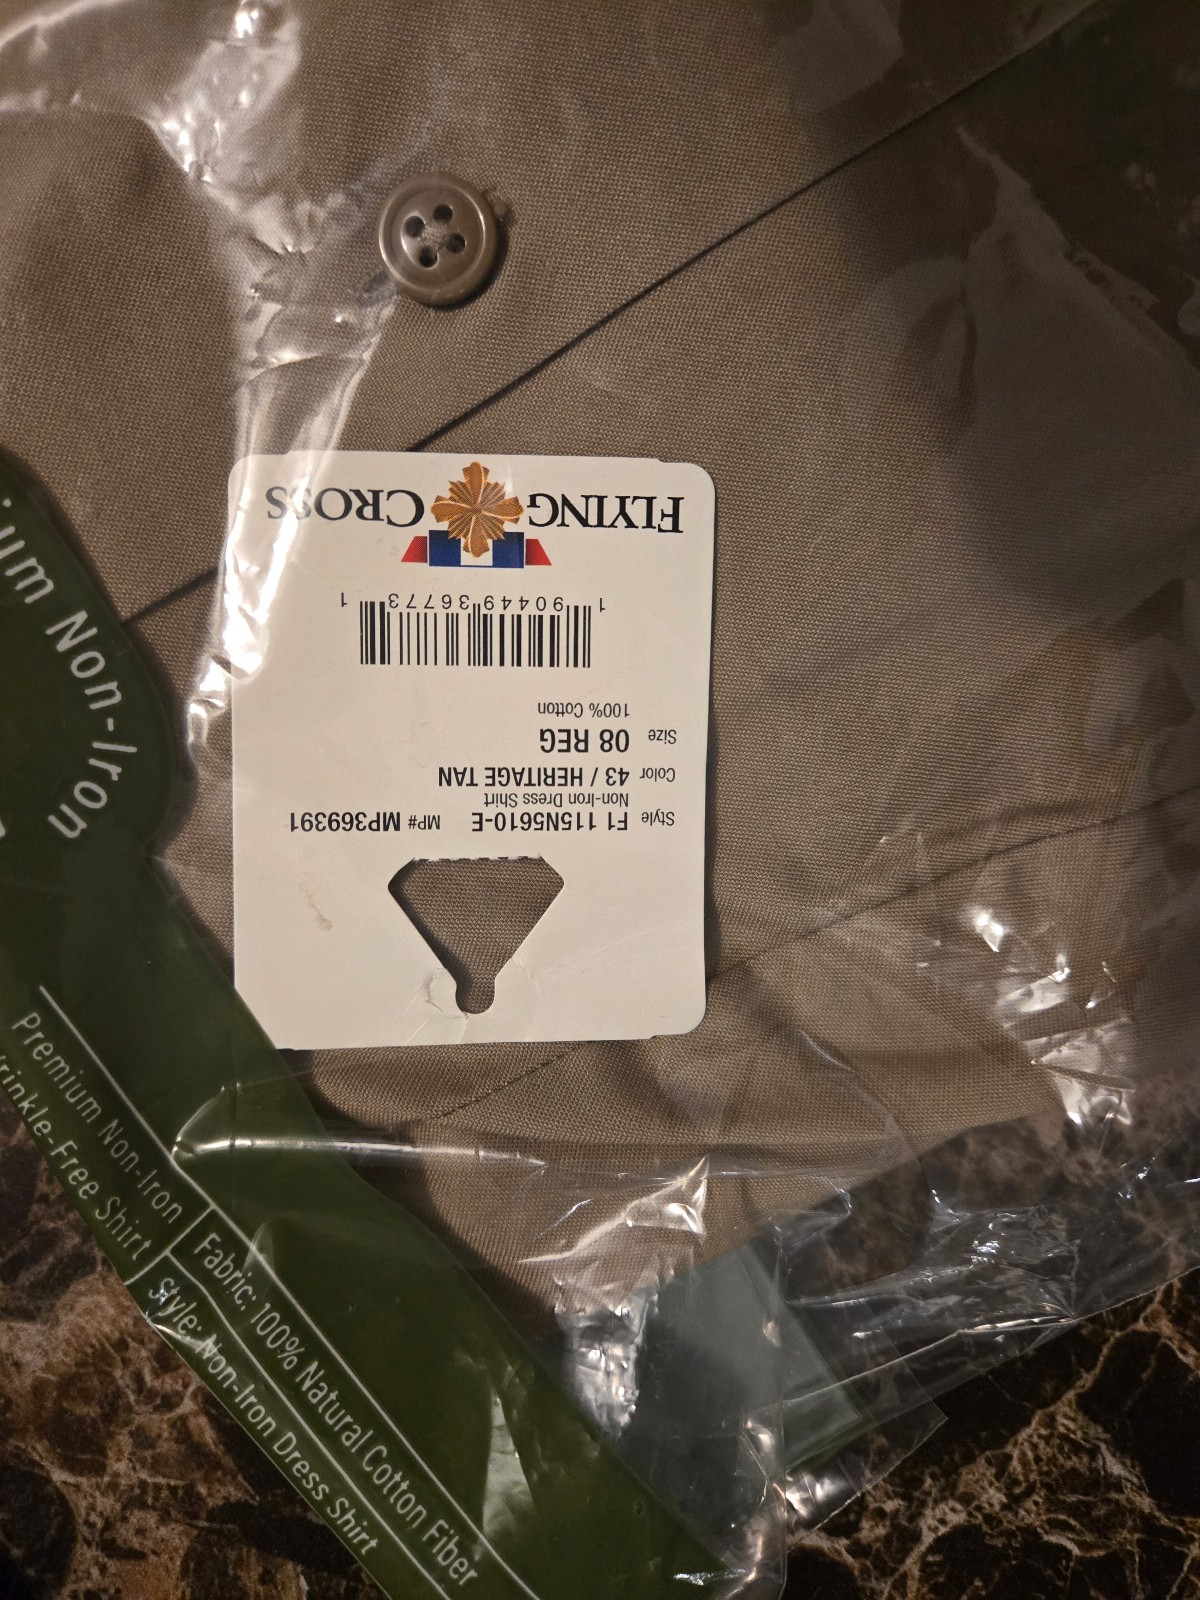 FLYING CROSS
1 90449 36773 1
Style F1 115N5610-E MP# MP369391
Non-Iron Dress Shirt
Color 43 / HERITAGE TAN
Size 08 REG
100% Cotton
Non-Iron
Premium Non-Iron
Wrinkle-Free Shirt
Fabric: 100% Natural Cotton Fiber
Style: Non-Iron Dress Shirt